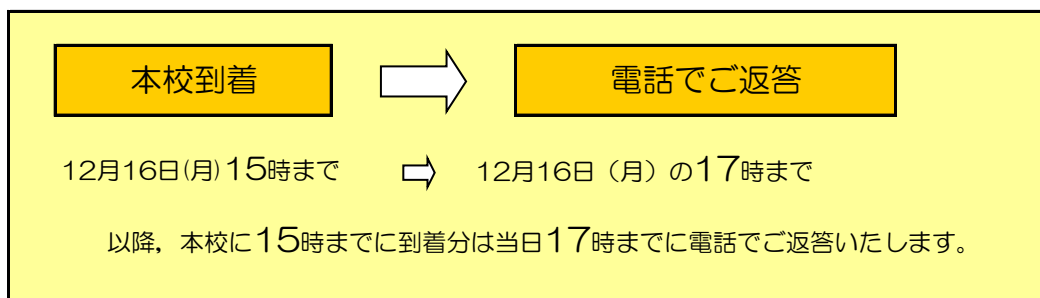 本校到着 電話でご返答
12月16日(月)15時まで 12月16日（月）の17時まで
以降，本校に15時までに到着分は当日17時までに電話でご返答いたします。